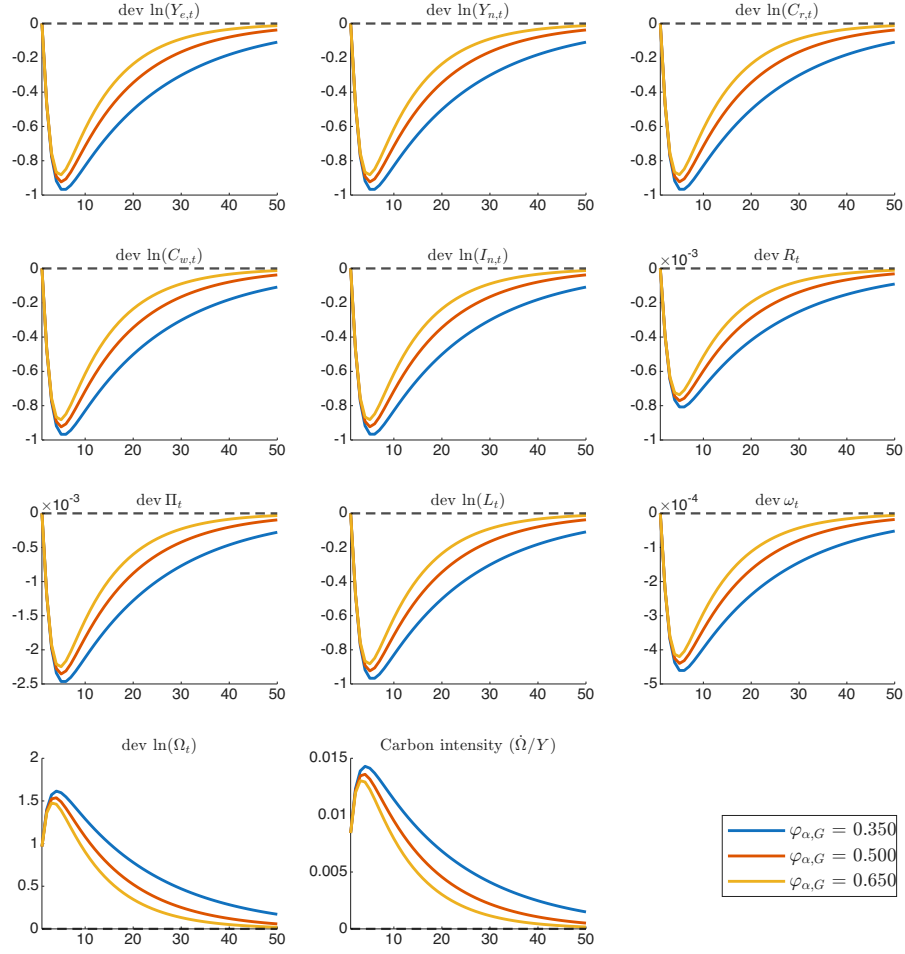 dev ln(Y_{e,t}) dev ln(Y_{n,t}) dev ln(C_{r,t})
0 0 0
-0.2 -0.2 -0.2
-0.4 -0.4 -0.4
-0.6 -0.6 -0.6
-0.8 -0.8 -0.8
-1 -1 -1
10 20 30 40 50 10 20 30 40 50 10 20 30 40 50
dev ln(C_{w,t}) dev ln(I_{n,t}) dev R_t
×10^{-3}
0 0 0
-0.2 -0.2 -0.2
-0.4 -0.4 -0.4
-0.6 -0.6 -0.6
-0.8 -0.8 -0.8
-1 -1 -1
10 20 30 40 50 10 20 30 40 50 10 20 30 40 50
dev Π_t dev ln(L_t) dev ω_t
×10^{-3} ×10^{-4}
0 0 0
-0.5 -0.2 -1
-1 -0.4 -2
-1.5 -0.6 -3
-2 -0.8 -4
-2.5 -1 -5
10 20 30 40 50 10 20 30 40 50 10 20 30 40 50
dev ln(Ω_t) Carbon intensity (Ω̇/Y)
2 0.015
1.5 0.01
1 0.005
0.5 0
0
10 20 30 40 50 10 20 30 40 50
φ_{α,G} = 0.350
φ_{α,G} = 0.500
φ_{α,G} = 0.650